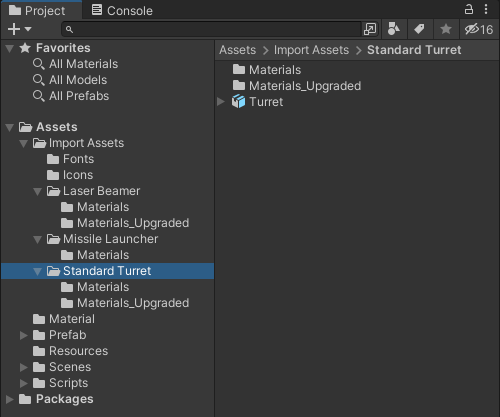 Project
Console
16
Favorites
All Materials
All Models
All Prefabs
Assets
Import Assets
Fonts
Icons
Laser Beamer
Materials
Materials_Upgraded
Missile Launcher
Materials
Standard Turret
Materials
Materials_Upgraded
Material
Prefab
Resources
Scenes
Scripts
Packages
Assets > Import Assets > Standard Turret
Materials
Materials_Upgraded
Turret